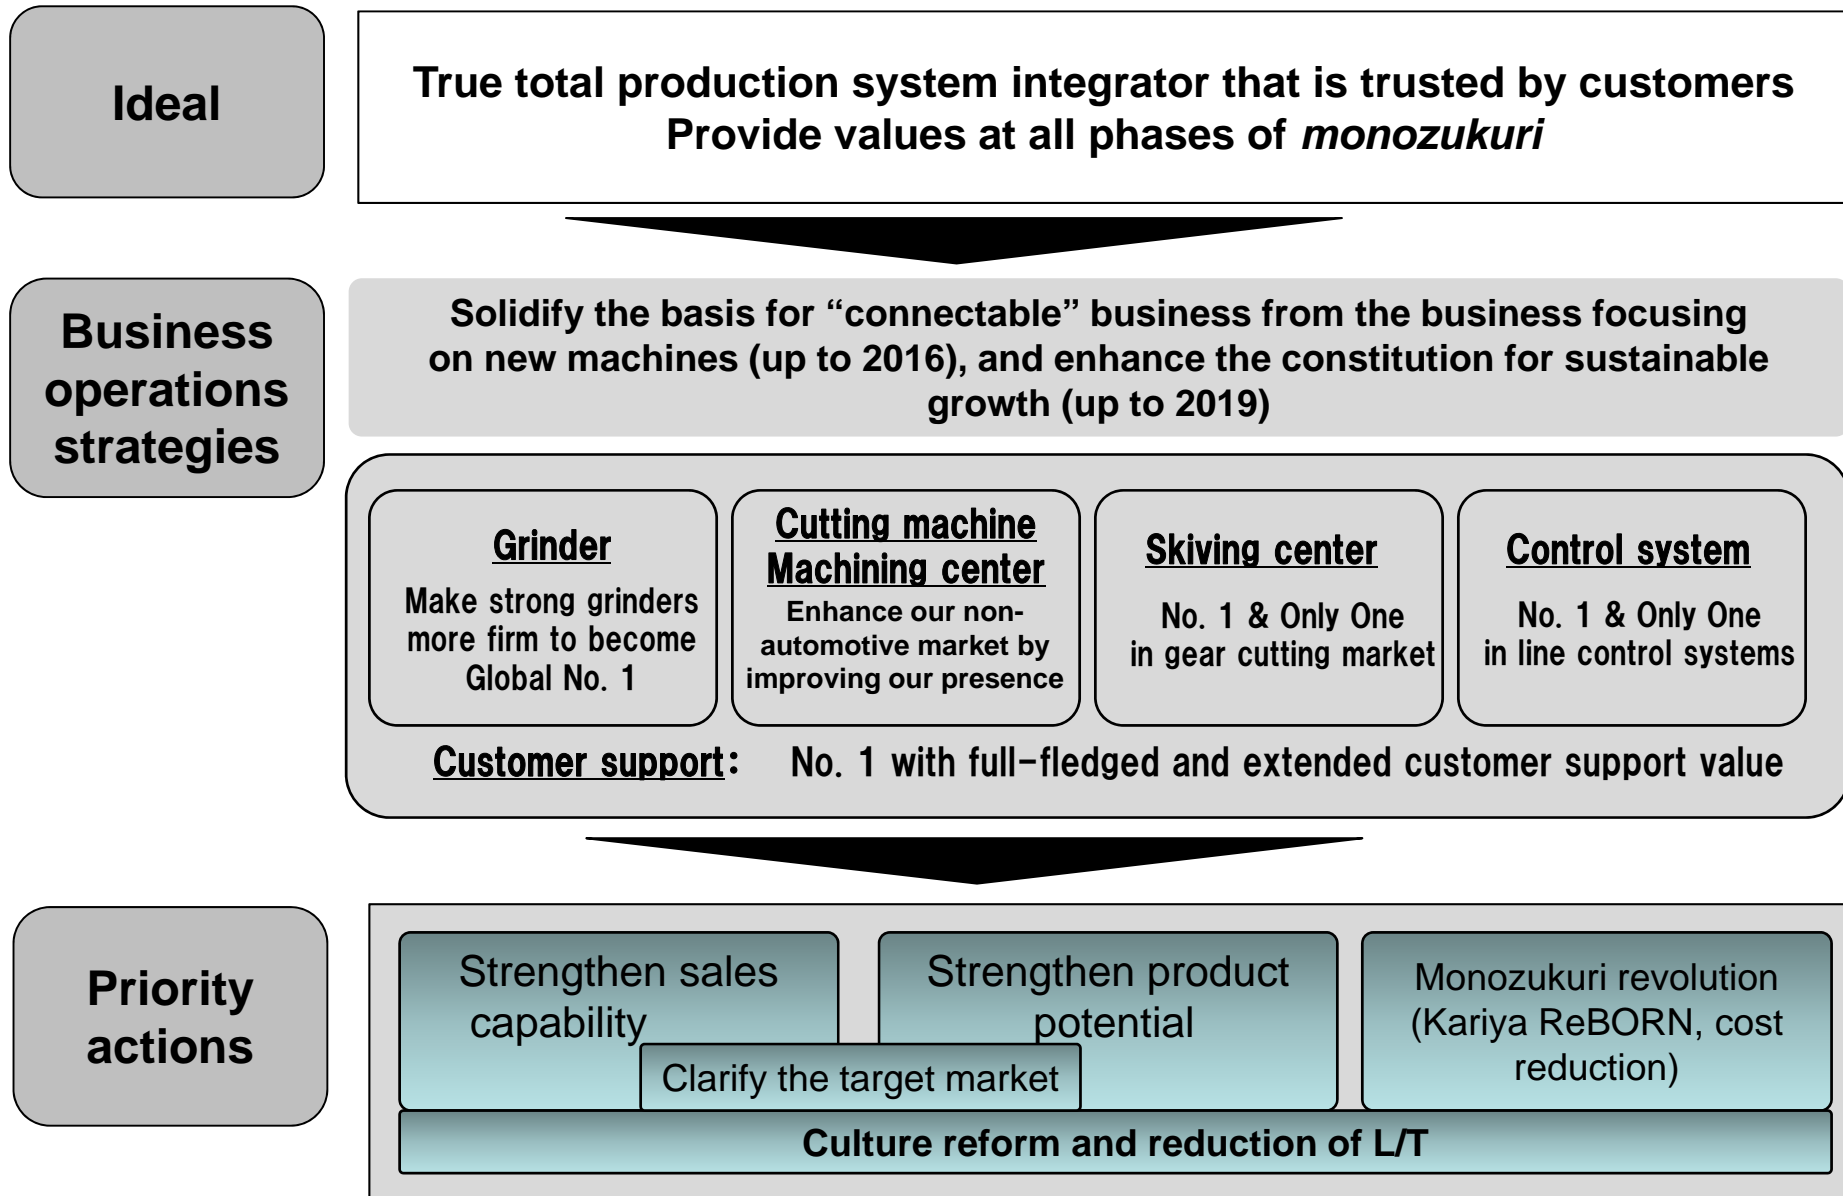 Ideal
True total production system integrator that is trusted by customers
Provide values at all phases of monozukuri
Business
operations
strategies
Solidify the basis for “connectable” business from the business focusing
on new machines (up to 2016), and enhance the constitution for sustainable
growth (up to 2019)
Grinder
Make strong grinders
more firm to become
Global No. 1
Cutting machine
Machining center
Enhance our non-
automotive market by
improving our presence
Skiving center
No. 1 & Only One
in gear cutting market
Control system
No. 1 & Only One
in line control systems
Customer support: No. 1 with full-fledged and extended customer support value
Priority
actions
Strengthen sales
capability
Strengthen product
potential
Clarify the target market
Monozukuri revolution
(Kariya ReBORN, cost
reduction)
Culture reform and reduction of L/T